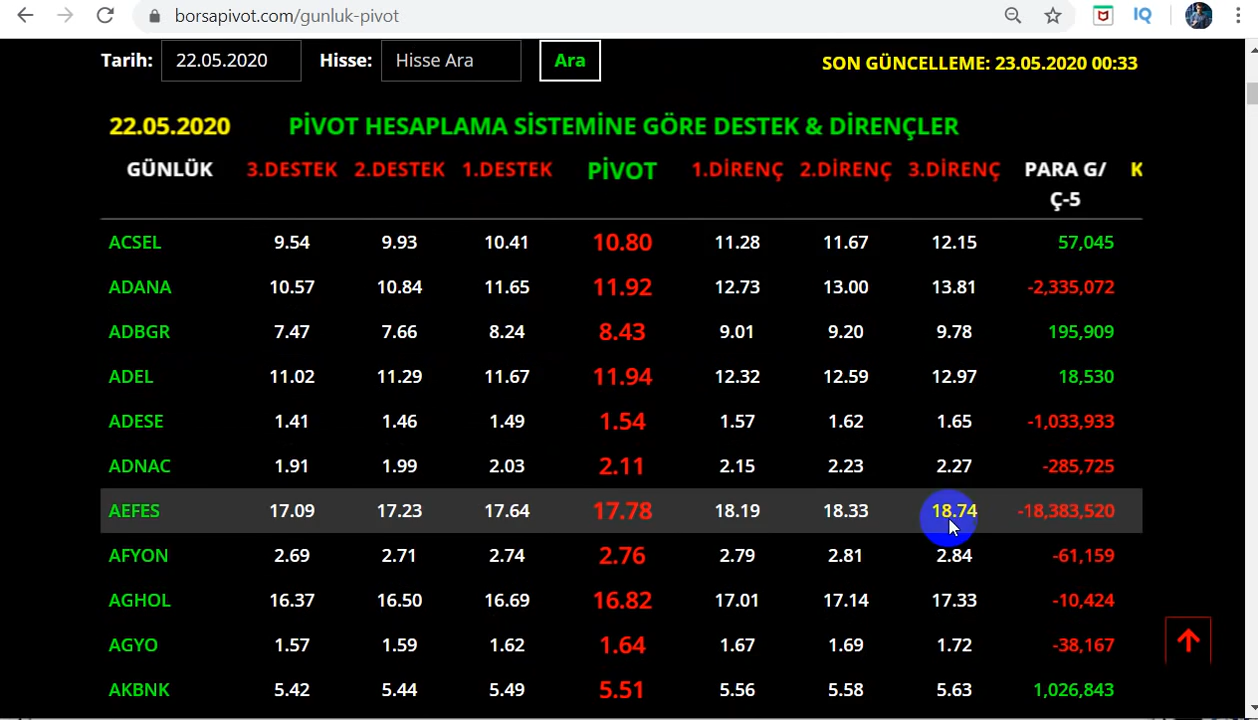 borsapivot.com/gunluk-pivot
IQ
Tarih: 22.05.2020 Hisse: Hisse Ara Ara SON GÜNCELLEME: 23.05.2020 00:33
22.05.2020 PİVOT HESAPLAMA SİSTEMİNE GÖRE DESTEK & DİRENÇLER
GÜNLÜK 3.DESTEK 2.DESTEK 1.DESTEK PİVOT 1.DİRENÇ 2.DİRENÇ 3.DİRENÇ PARA G/ K
Ç-5
ACSEL 9.54 9.93 10.41 10.80 11.28 11.67 12.15 57,045
ADANA 10.57 10.84 11.65 11.92 12.73 13.00 13.81 -2,335,072
ADBGR 7.47 7.66 8.24 8.43 9.01 9.20 9.78 195,909
ADEL 11.02 11.29 11.67 11.94 12.32 12.59 12.97 18,530
ADESE 1.41 1.46 1.49 1.54 1.57 1.62 1.65 -1,033,933
ADNAC 1.91 1.99 2.03 2.11 2.15 2.23 2.27 -285,725
AEFES 17.09 17.23 17.64 17.78 18.19 18.33 18.74 -18,383,520
AFYON 2.69 2.71 2.74 2.76 2.79 2.81 2.84 -61,159
AGHOL 16.37 16.50 16.69 16.82 17.01 17.14 17.33 -10,424
AGYO 1.57 1.59 1.62 1.64 1.67 1.69 1.72 -38,167
AKBNK 5.42 5.44 5.49 5.51 5.56 5.58 5.63 1,026,843